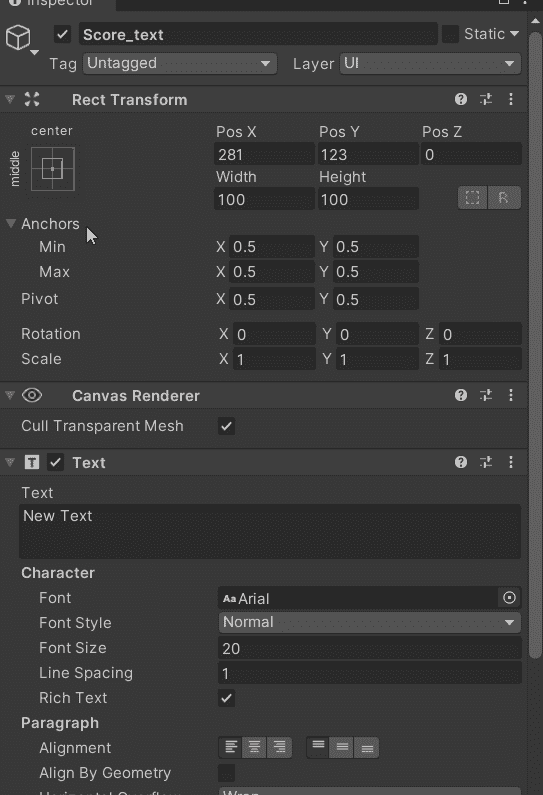 Inspector
Score_text Static
Tag Untagged Layer UI
Rect Transform
center
middle
Pos X Pos Y Pos Z
281 123 0
Width Height
100 100
R
Anchors
Min X 0.5 Y 0.5
Max X 0.5 Y 0.5
Pivot X 0.5 Y 0.5
Rotation X 0 Y 0 Z 0
Scale X 1 Y 1 Z 1
Canvas Renderer
Cull Transparent Mesh
T Text
Text
New Text
Character
Font Aa Arial
Font Style Normal
Font Size 20
Line Spacing 1
Rich Text
Paragraph
Alignment
Align By Geometry
Horizontal Overflow Wrap